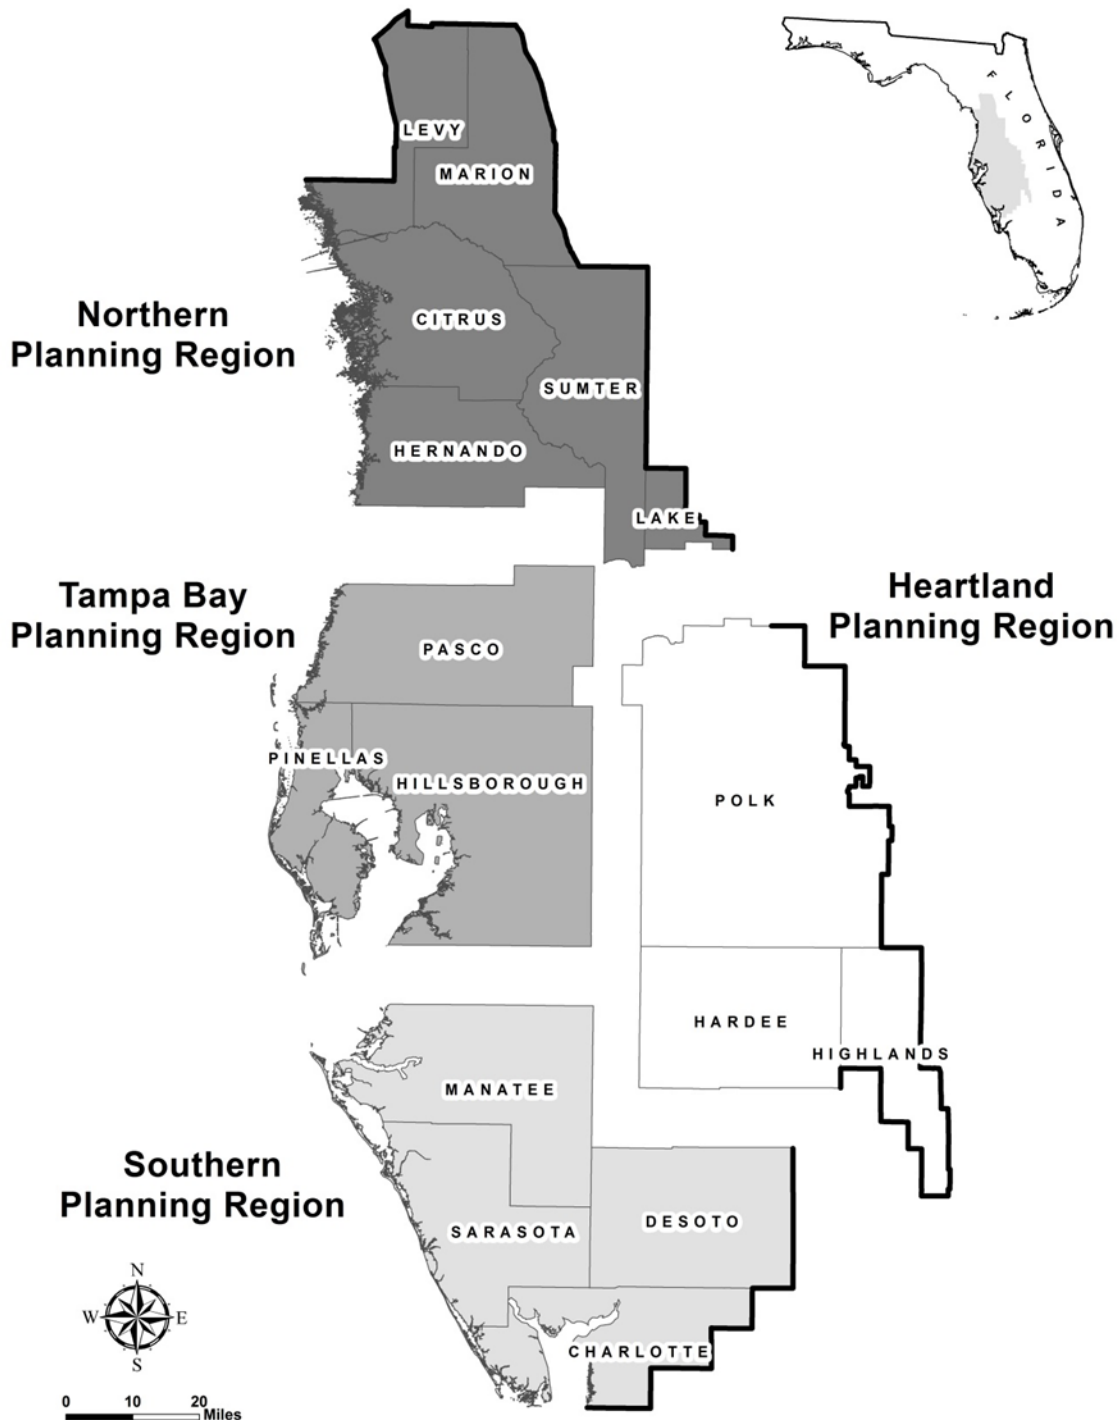 FLORIDA
LEVY
MARION
Northern
Planning Region
CITRUS
SUMTER
HERNANDO
LAKE
Tampa Bay
Planning Region
Heartland
Planning Region
PASCO
PINELLAS
HILLSBOROUGH
POLK
HARDEE
HIGHLANDS
MANATEE
Southern
Planning Region
SARASOTA
DESOTO
CHARLOTTE
N
W E
S
0 10 20
Miles